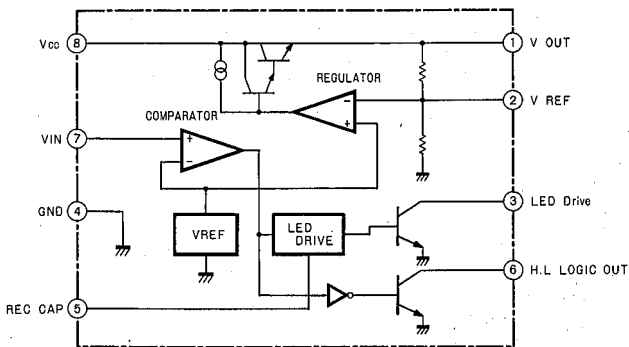 Vcc 8
1 V OUT
REGULATOR
-
+
2 V REF
COMPARATOR
VIN 7
+
-
GND 4
VREF
LED
DRIVE
3 LED Drive
6 H.L LOGIC OUT
REC CAP 5